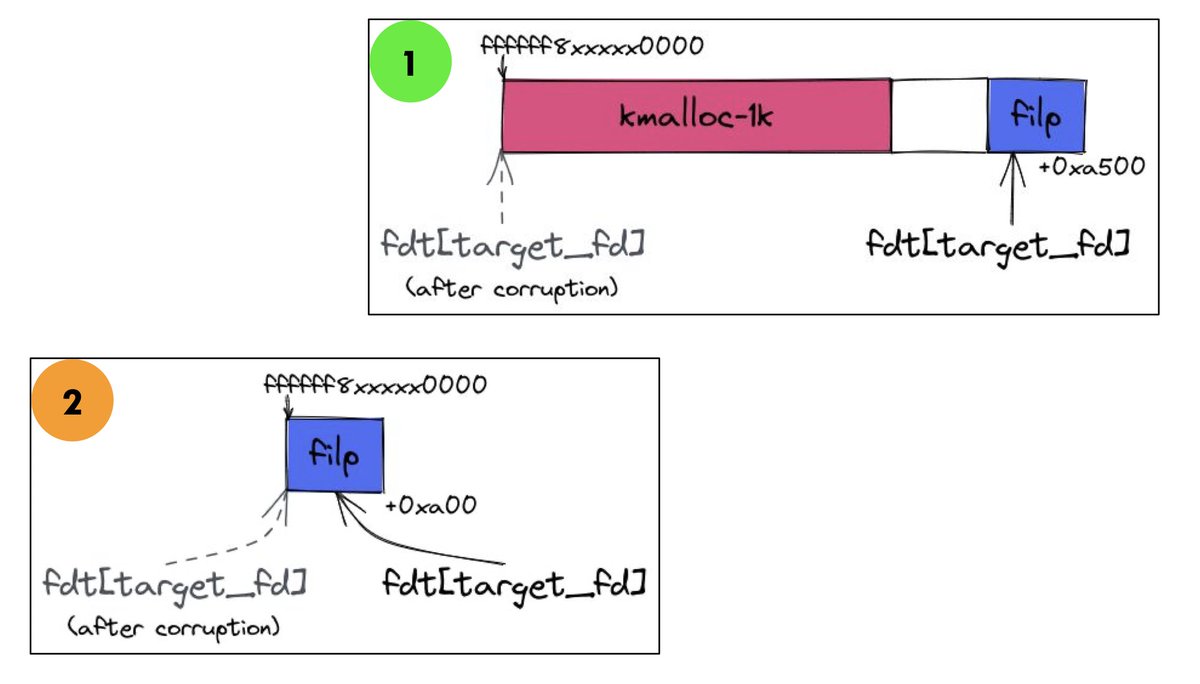 1
ffffff8xxxxx0000
kmalloc-1k
filp
+0xa500
fdt[target_fd]
(after corruption)
fdt[target_fd]
2
ffffff8xxxxx0000
filp
+0xa00
fdt[target_fd]
(after corruption)
fdt[target_fd]